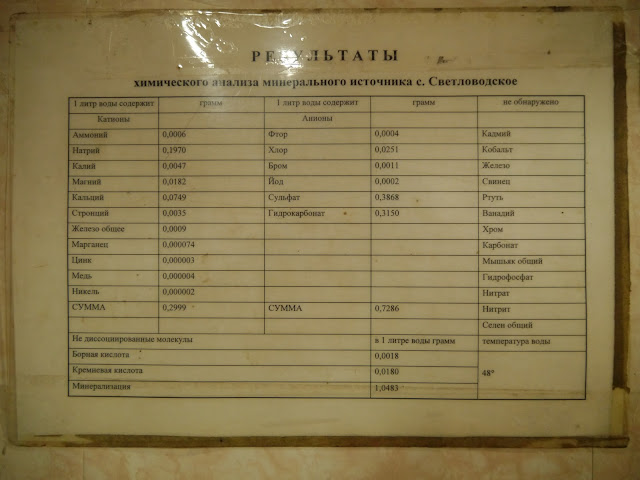 РЕЗУЛЬТАТЫ
химического анализа минерального источника с. Светловодское
1 литр воды содержит грамм 1 литр воды содержит грамм не обнаружено
Катионы Анионы
Аммоний 0,0006 Фтор 0,0004 Кадмий
Натрий 0,1970 Хлор 0,0251 Кобальт
Калий 0,0047 Бром 0,0011 Железо
Магний 0,0182 Йод 0,0002 Свинец
Кальций 0,0749 Сульфат 0,3868 Ртуть
Стронций 0,0035 Гидрокарбонат 0,3150 Ванадий
Железо общее 0,0009 Хром
Марганец 0,000074 Карбонат
Цинк 0,000003 Мышьяк общий
Медь 0,000004 Гидрофосфат
Никель 0,000002 Нитрат
СУММА 0,2999 СУММА 0,7286 Нитрит
Селен общий
Не диссоциированные молекулы в 1 литре воды грамм температура воды
Борная кислота 0,0018
Кремневая кислота 0,0180 48°
Минерализация 1,0483